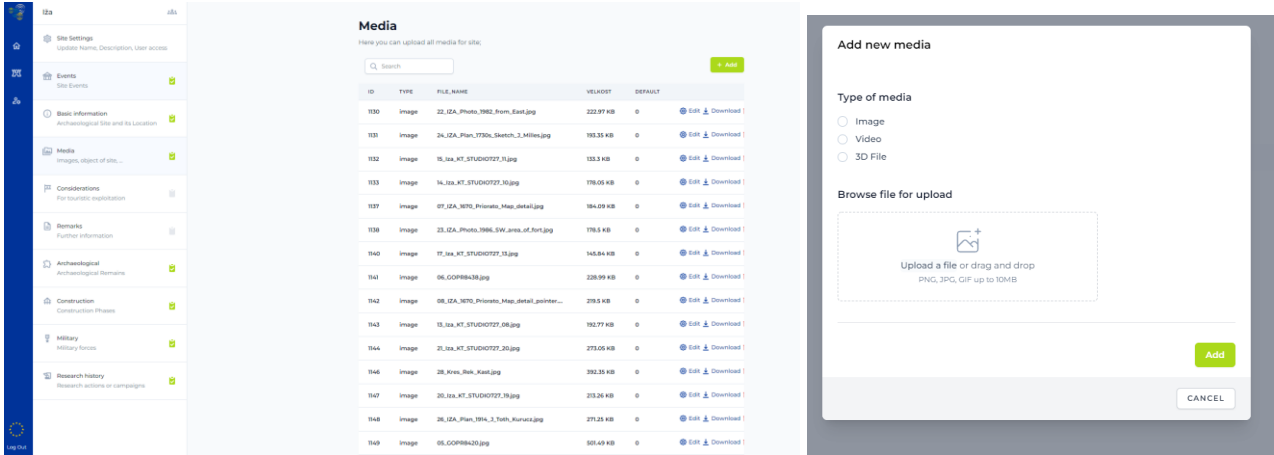 Iža
Site Settings
Update Name, Description, User access.
Events
Site Events
Basic information
Archaeological Site and Its Location
Media
Images, object of site, ...
Considerations
For touristic exploitation
Remarks
Further Information
Archaeological
Archaeological Remains
Construction
Construction Phases
Military
Military forces
Research history
Research actions or campaigns
Log Out
Media
Here you can upload all media for site;
Search
+ Add
ID TYPE FILE_NAME VELKOST DEFAULT
1130 image 22_IZA_Photo_1982_from_East.jpg 222.97 KB 0 Edit Download
1131 image 24_IZA_Plan_1730s_Sketch_J_Milles.jpg 193.35 KB 0 Edit Download
1132 image 15_Iza_KT_STUDIO727_11.jpg 133.3 KB 0 Edit Download
1133 image 14_Iza_KT_STUDIO727_10.jpg 178.05 KB 0 Edit Download
1137 image 07_IZA_1670_Priorato_Map_detail.jpg 184.09 KB 0 Edit Download
1138 image 23_IZA_Photo_1986_SW_area_of_fort.jpg 178.5 KB 0 Edit Download
1140 image 17_Iza_KT_STUDIO727_13.jpg 145.84 KB 0 Edit Download
1141 image 06_GOPR8438.jpg 228.99 KB 0 Edit Download
1142 image 08_IZA_1670_Priorato_Map_detail_pointer... 219.5 KB 0 Edit Download
1143 image 13_Iza_KT_STUDIO727_08.jpg 192.77 KB 0 Edit Download
1144 image 21_Iza_KT_STUDIO727_20.jpg 273.05 KB 0 Edit Download
1146 image 28_Kres_Rek_Kast.jpg 392.35 KB 0 Edit Download
1147 image 20_Iza_KT_STUDIO727_19.jpg 213.26 KB 0 Edit Download
1148 image 26_IZA_Plan_1914_J_Toth_Kurucz.jpg 271.25 KB 0 Edit Download
1149 image 05_GOPR8420.jpg 501.49 KB 0 Edit Download
Add new media
Type of media
Image
Video
3D File
Browse file for upload
Upload a file or drag and drop
PNG, JPG, GIF up to 10MB
Add
CANCEL